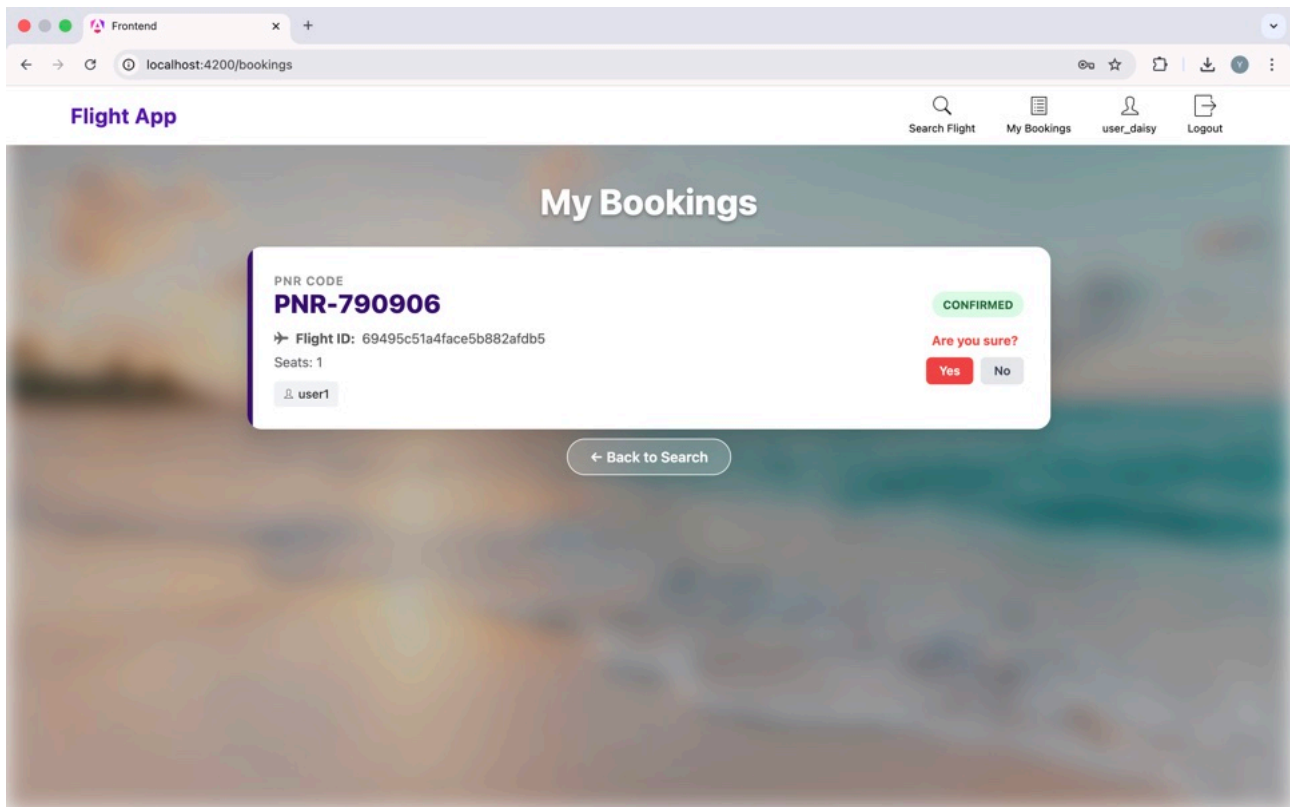 Frontend
localhost:4200/bookings
Flight App
Search Flight
My Bookings
user_daisy
Logout
My Bookings
PNR CODE
PNR-790906
CONFIRMED
Flight ID: 69495c51a4face5b882afdb5
Are you sure?
Seats: 1
Yes
No
user1
← Back to Search